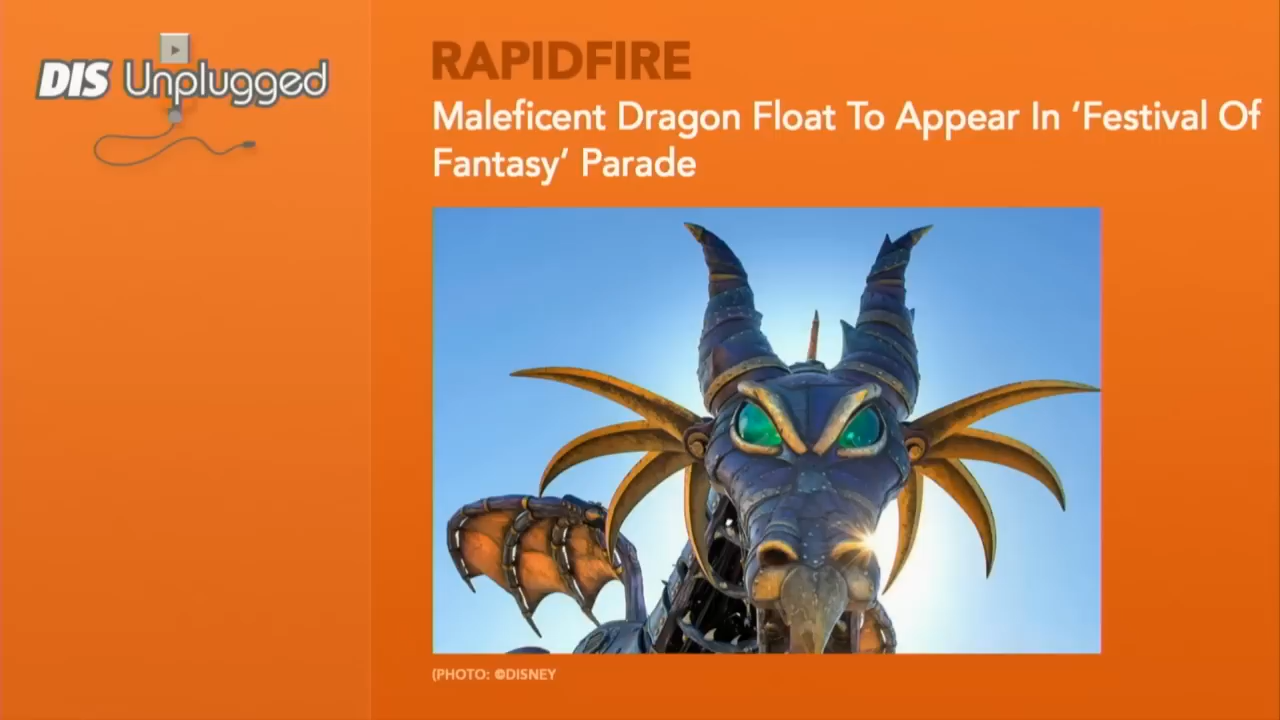 DIS Unplugged
RAPIDFIRE
Maleficent Dragon Float To Appear In ‘Festival Of
Fantasy’ Parade
(PHOTO: ©DISNEY